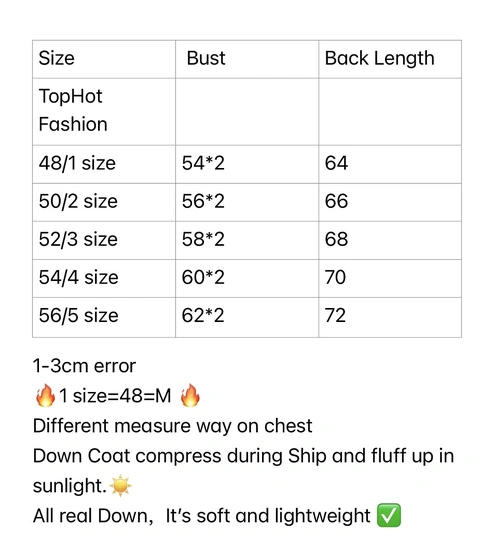 Size Bust Back Length
TopHot
Fashion
48/1 size 54*2 64
50/2 size 56*2 66
52/3 size 58*2 68
54/4 size 60*2 70
56/5 size 62*2 72
1-3cm error
🔥1 size=48=M 🔥
Different measure way on chest
Down Coat compress during Ship and fluff up in
sunlight.☀️
All real Down, It's soft and lightweight ✅